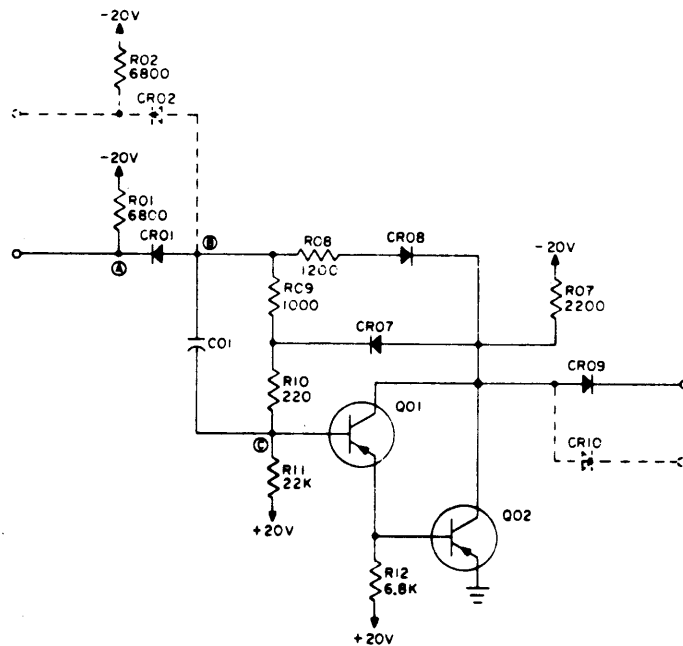 -20V
R02
6800
CR02
-20V
R01
6800
CR01
A
B
R08
1200
CR08
-20V
R09
1000
R07
2200
CR07
C01
R10
220
Q01
CR09
C
CR10
R11
22K
+20V
Q02
R12
6.8K
+20V